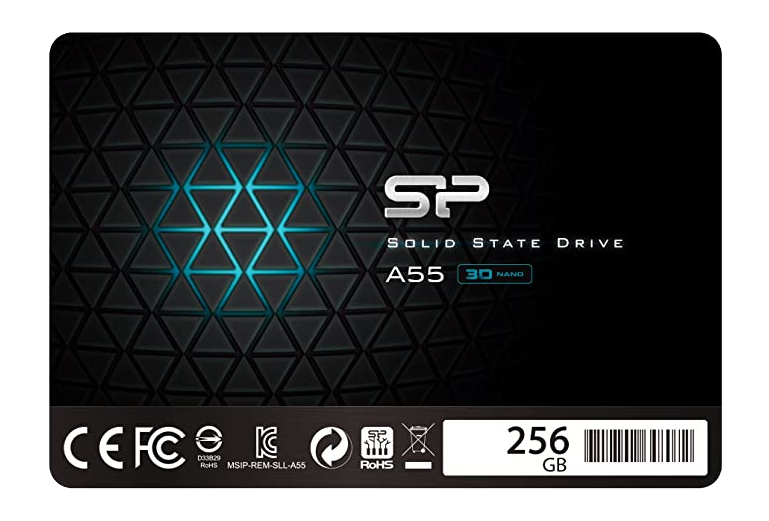 SP
SOLID STATE DRIVE
A55 3D NAND
CE FC
D33B29
RoHS
MSIP-REM-SLL-A55
SP
RoHS
256
GB